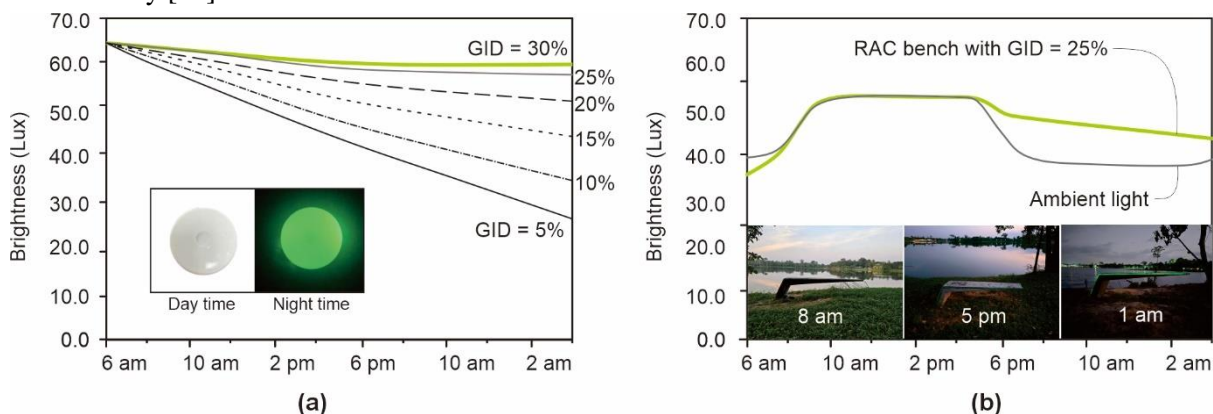 70.0
60.0
50.0
40.0
30.0
20.0
10.0
0.0
Brightness (Lux)
GID = 30%
25%
20%
15%
10%
GID = 5%
Day time
Night time
6 am
10 am
2 pm
6 pm
10 am
2 am
(a)
70.0
60.0
50.0
40.0
30.0
20.0
10.0
0.0
Brightness (Lux)
RAC bench with GID = 25%
Ambient light
8 am
5 pm
1 am
6 am
10 am
2 pm
6 pm
10 am
2 am
(b)